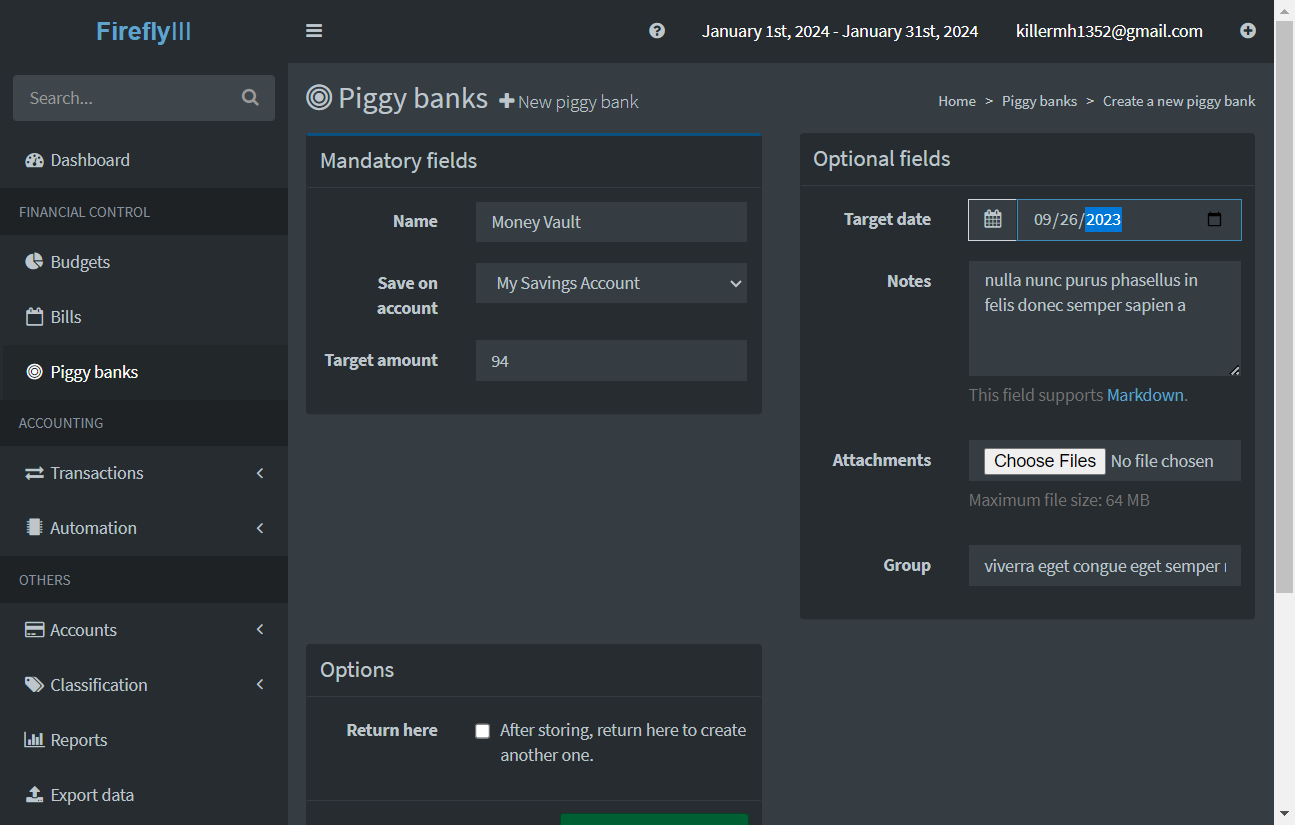 FireflyIII
January 1st, 2024 - January 31st, 2024
killermh1352@gmail.com
Search...
Dashboard
FINANCIAL CONTROL
Budgets
Bills
Piggy banks
ACCOUNTING
Transactions
Automation
OTHERS
Accounts
Classification
Reports
Export data
Piggy banks New piggy bank
Home > Piggy banks > Create a new piggy bank
Mandatory fields
Name
Money Vault
Save on
account
My Savings Account
Target amount
94
Optional fields
Target date
09/26/2023
Notes
nulla nunc purus phasellus in
felis donec semper sapien a
This field supports Markdown.
Attachments
Choose Files No file chosen
Maximum file size: 64 MB
Group
viverra eget congue eget semper
Options
Return here
After storing, return here to create
another one.